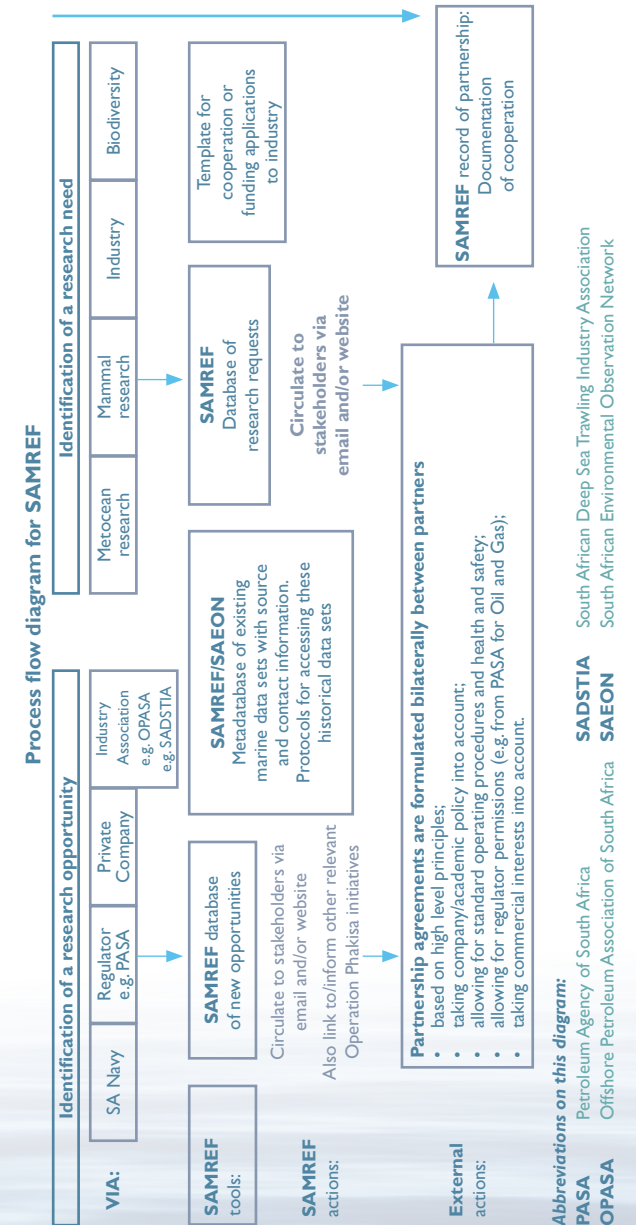 Process flow diagram for SAMREF
Identification of a research opportunity
Identification of a research need
VIA:
SA Navy
Regulator
e.g. PASA
Private
Company
Industry
Association
e.g. OPASA
e.g. SADSTIA
Metocean
research
Mammal
research
Industry
Biodiversity
SAMREF
tools:
SAMREF database
of new opportunities
SAMREF/SAEON
Metadatabase of existing
marine data sets with source
and contact information.
Protocols for accessing these
historical data sets
SAMREF
Database of
research requests
Template for
cooperation or
funding applications
to industry
SAMREF
actions:
Circulate to stakeholders via
email and/or website
Also link to/inform other relevant
Operation Phakisa initiatives
Circulate to
stakeholders via
email and/or website
External
actions:
Partnership agreements are formulated bilaterally between partners
• based on high level principles;
• taking company/academic policy into account;
• allowing for standard operating procedures and health and safety;
• allowing for regulator permissions (e.g. from PASA for Oil and Gas);
• taking commercial interests into account.
SAMREF record of partnership:
Documentation
of cooperation
Abbreviations on this diagram:
PASA Petroleum Agency of South Africa
OPASA Offshore Petroleum Association of South Africa
SADSTIA South African Deep Sea Trawling Industry Association
SAEON South African Environmental Observation Network